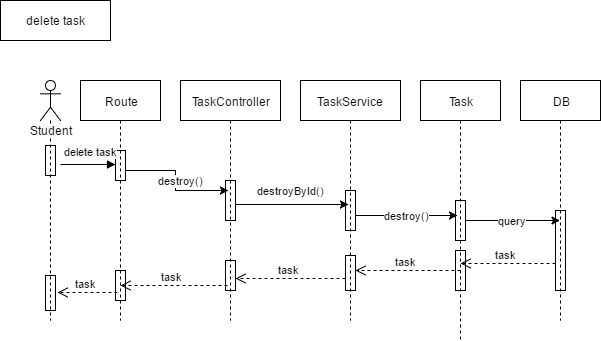 delete task
Route
TaskController
TaskService
Task
DB
Student
delete task
destroy()
destroyById()
destroy()
query
task
task
task
task
task